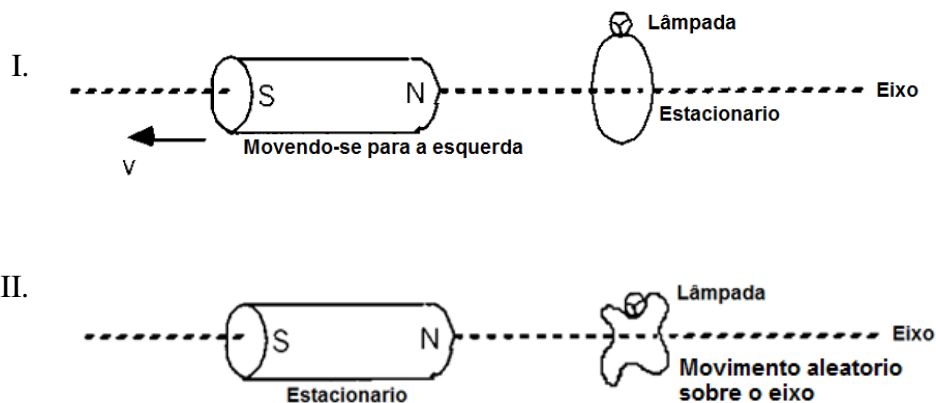 Lâmpada
I.
S
N
Eixo
Estacionario
Movendo-se para a esquerda
v
II.
Lâmpada
S
N
Eixo
Movimento aleatorio
sobre o eixo
Estacionario